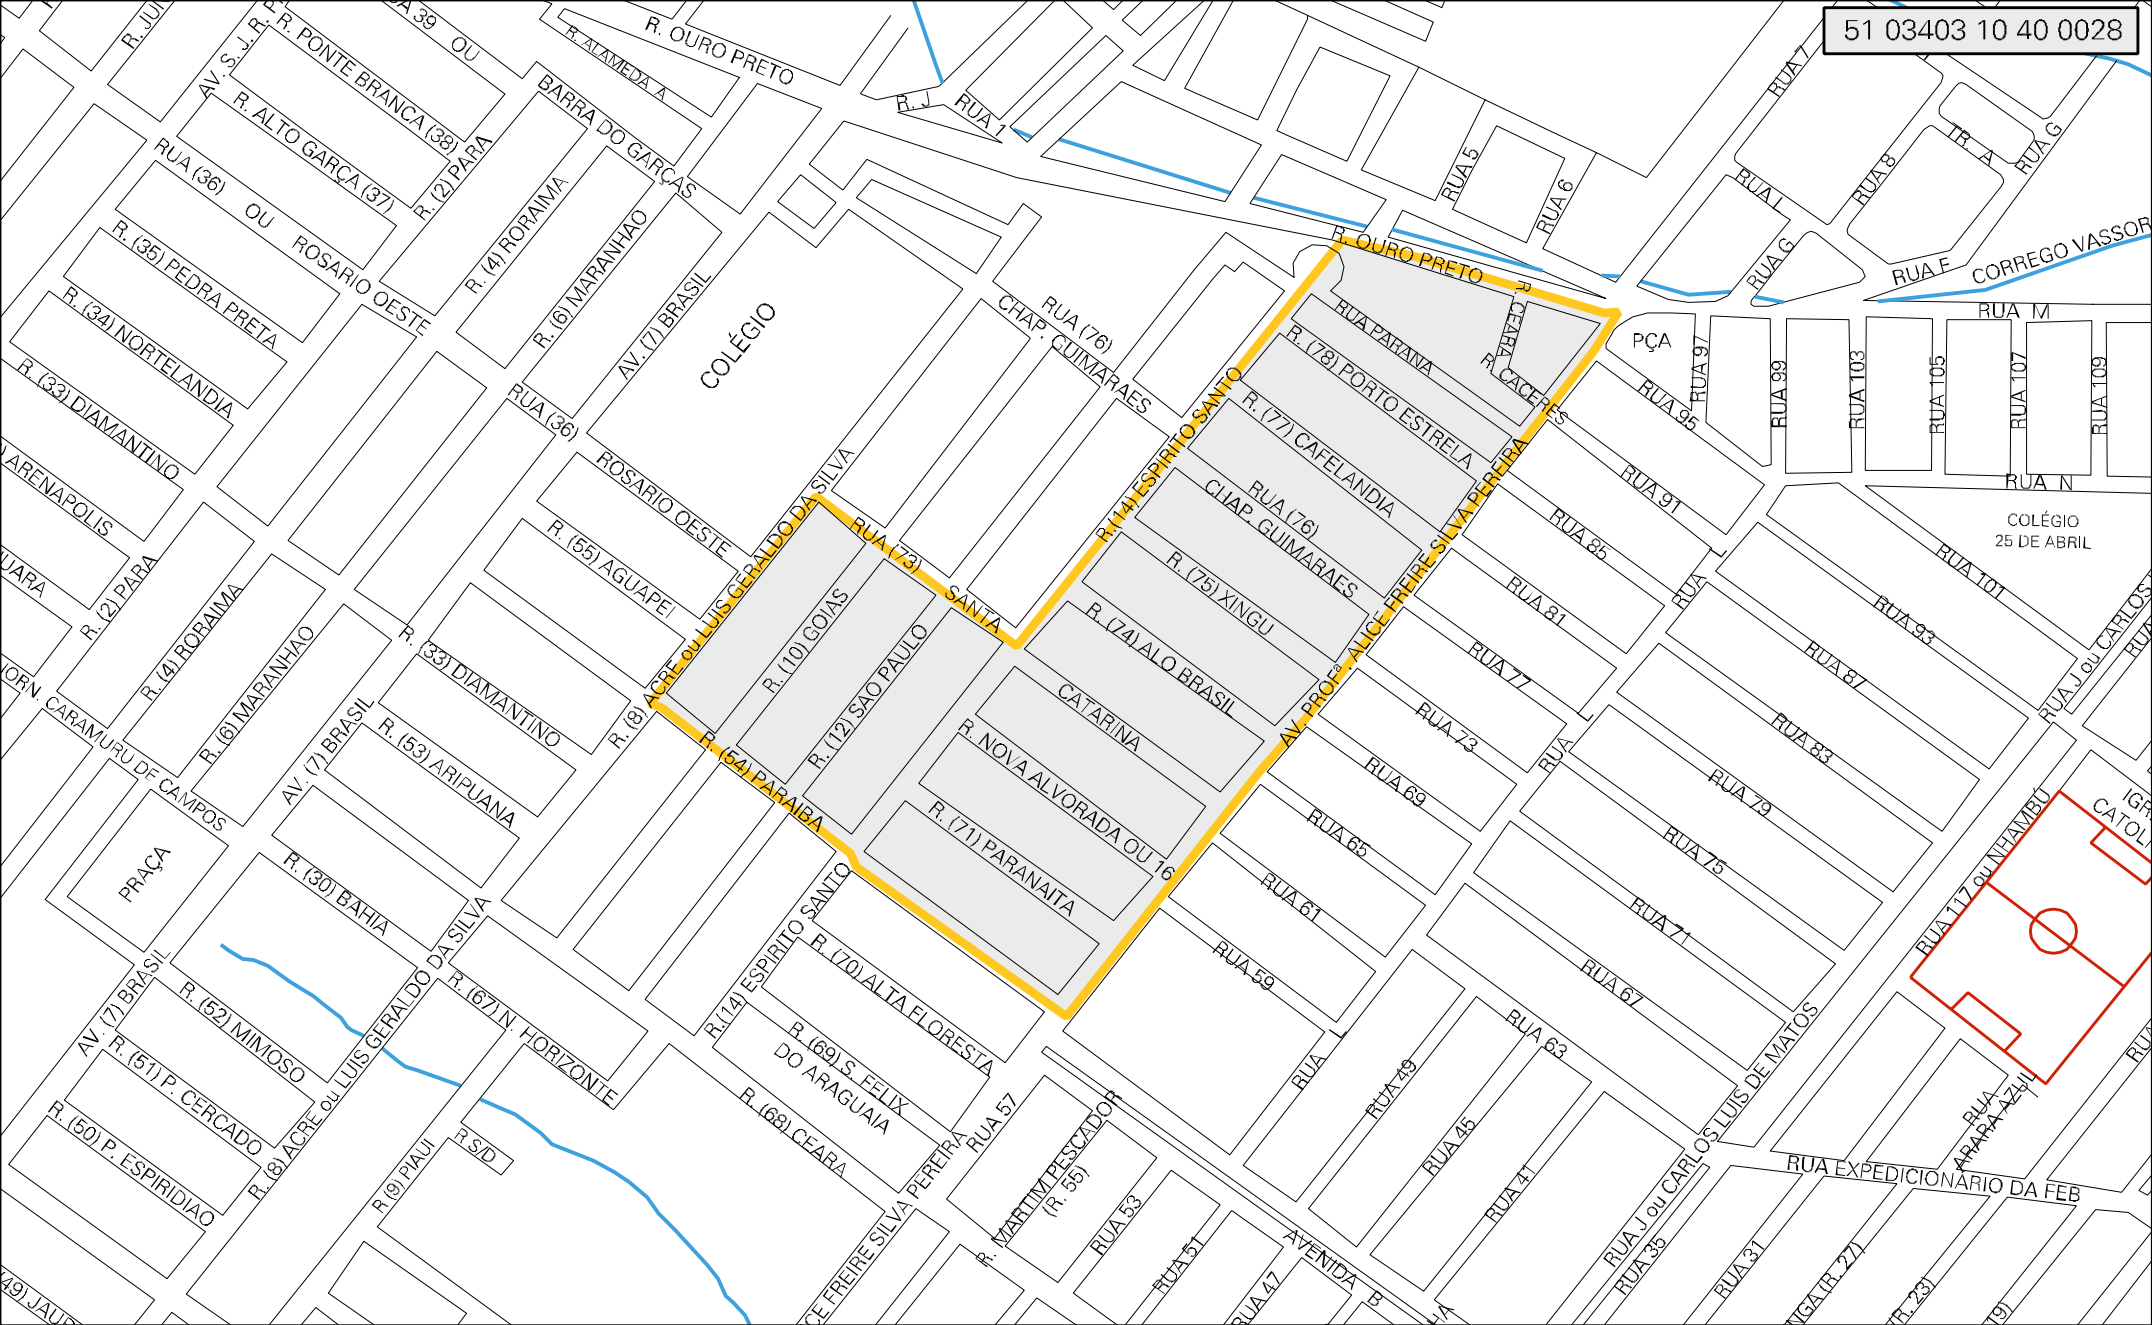 51 03403 10 40 0028
R. OURO PRETO
R. ALAMEDA A
R. PONTE BRANCA (38)
R. ALTO GARÇA (37)
R. (2) PARA
BARRA DO GARÇAS
R. J
RUA 1
RUA 7
RUA 5
RUA 6
RUA 8
TR. A
RUA G
RUA I
RUA G
RUA F
CORREGO VASSOR
RUA M
RUA (36) OU ROSARIO OESTE
R. (35) PEDRA PRETA
R. (34) NORTELANDIA
R. (33) DIAMANTINO
ARENAPOLIS
R. (4) RORAIMA
R. (6) MARANHAO
AV. (7) BRASIL
COLÉGIO
RUA (76)
CHAP. GUIMARAES
R. OURO PRETO
R. CEARA
R. CACERES
RUA PARANA
R. (78) PORTO ESTRELA
R. (77) CAFELANDIA
RUA (76)
CHAP. GUIMARAES
R. (75) XINGU
R. (74) ALO BRASIL
R.(14) ESPIRITO SANTO
AV. PROFª. ALICE FREIRE SILVA PEREIRA
PÇA
RUA 97
RUA 99
RUA 103
RUA 105
RUA 107
RUA 109
RUA N
COLÉGIO
25 DE ABRIL
RUA 95
RUA 91
RUA 85
RUA 81
RUA 77
RUA 73
RUA 69
RUA 65
RUA 61
RUA 59
RUA
RUA
RUA L
RUA 101
RUA 93
RUA 87
RUA 83
RUA 79
RUA 75
RUA 71
RUA 67
RUA 63
RUA (36)
ROSARIO OESTE
R. (55) AGUAPEI
R. (8) ACRE ou LUIS GERALDO DA SILVA
RUA (73)
SANTA
CATARINA
R. (10) GOIAS
R. (12) SAO PAULO
R. (54) PARAIBA
R. NOVA ALVORADA OU 16
R. (71) PARANAITA
R. (2) PARA
R. (4) RORAIMA
R. (6) MARANHAO
AV. (7) BRASIL
R. (33) DIAMANTINO
R. (53) ARIPUANA
JORN. CARAMURU DE CAMPOS
PRAÇA
R. (30) BAHIA
AV. (7) BRASIL
R. (52) MIMOSO
R. (51) P. CERCADO
R. (50) P. ESPIRIDIAO
R. (8) ACRE ou LUIS GERALDO DA SILVA
R. (67) N. HORIZONTE
R (9) PIAUI
R S/D
R.(14) ESPIRITO SANTO
R. (70) ALTA FLORESTA
R. (69) S. FELIX
DO ARAGUAIA
R. (68) CEARA
RUA 57
R. MARTIM PESCADOR
(R. 55)
RUA 53
RUA 51
RUA 47
AVENIDA B
RUA 49
RUA 45
RUA 41
RUA J ou CARLOS LUIS DE MATOS
RUA 35
RUA 31
RUA EXPEDICIONARIO DA FEB
RUA
ARARA AZUL
RUA 117 ou NHAMBU
RUA J ou CARLOS